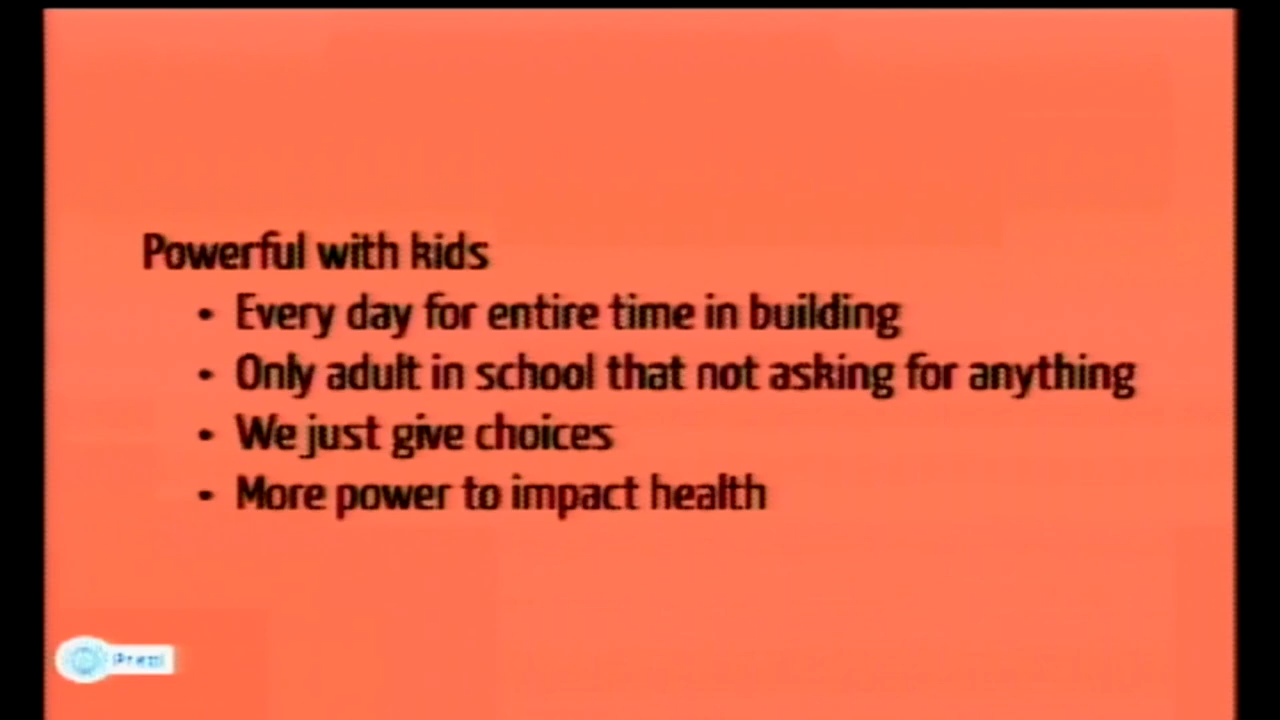 Powerful with kids
• Every day for entire time in building
• Only adult in school that not asking for anything
• We just give choices
• More power to impact health